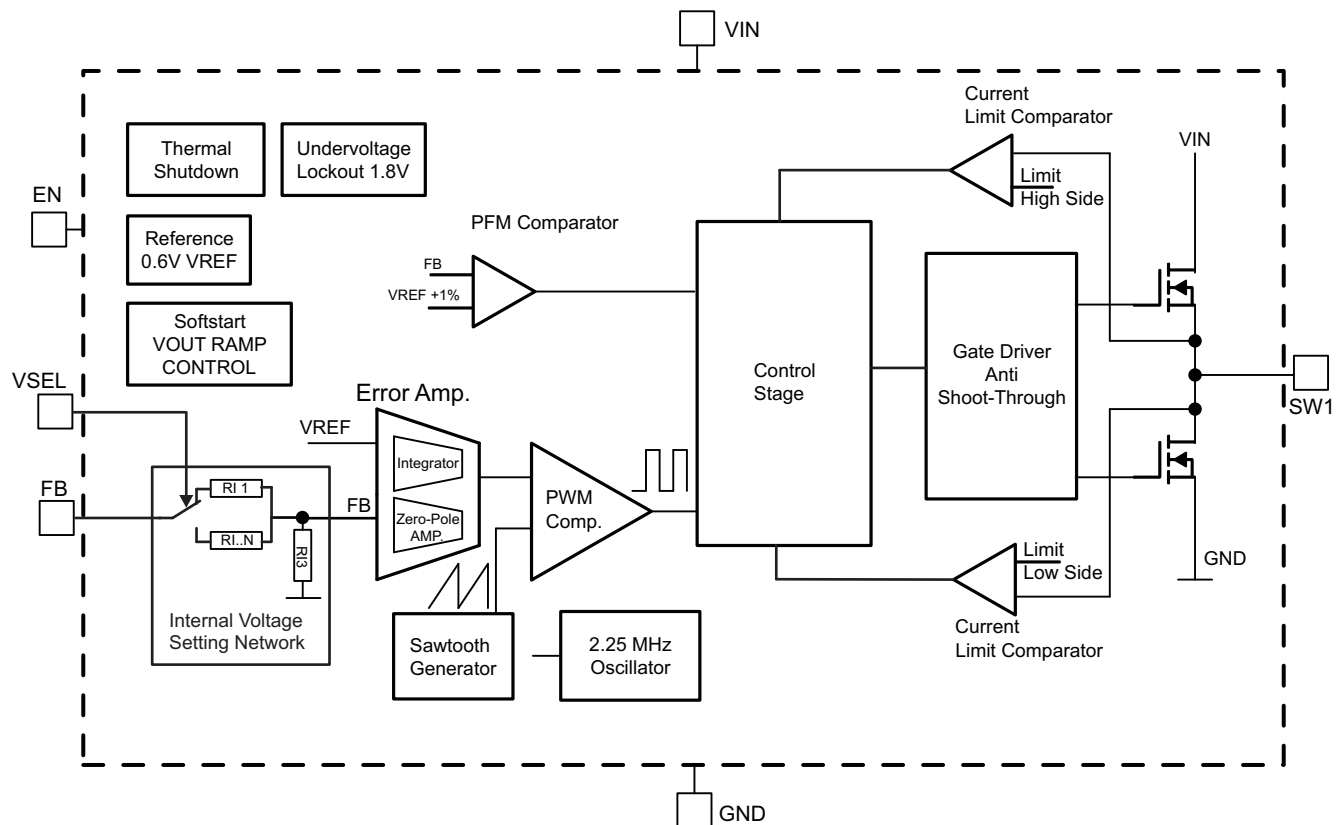 VIN
Current
Limit Comparator
Thermal
Shutdown
Undervoltage
Lockout 1.8V
VIN
Limit
High Side
EN
PFM Comparator
Reference
0.6V VREF
FB
VREF +1%
Softstart
VOUT RAMP
CONTROL
Control
Stage
Gate Driver
Anti
Shoot-Through
VSEL
SW1
Error Amp.
VREF
Integrator
FB
RI 1
FB
PWM
Comp.
Zero-Pole
AMP.
RI..N
RI3
Limit
Low Side
GND
Internal Voltage
Setting Network
Sawtooth
Generator
2.25 MHz
Oscillator
Current
Limit Comparator
GND